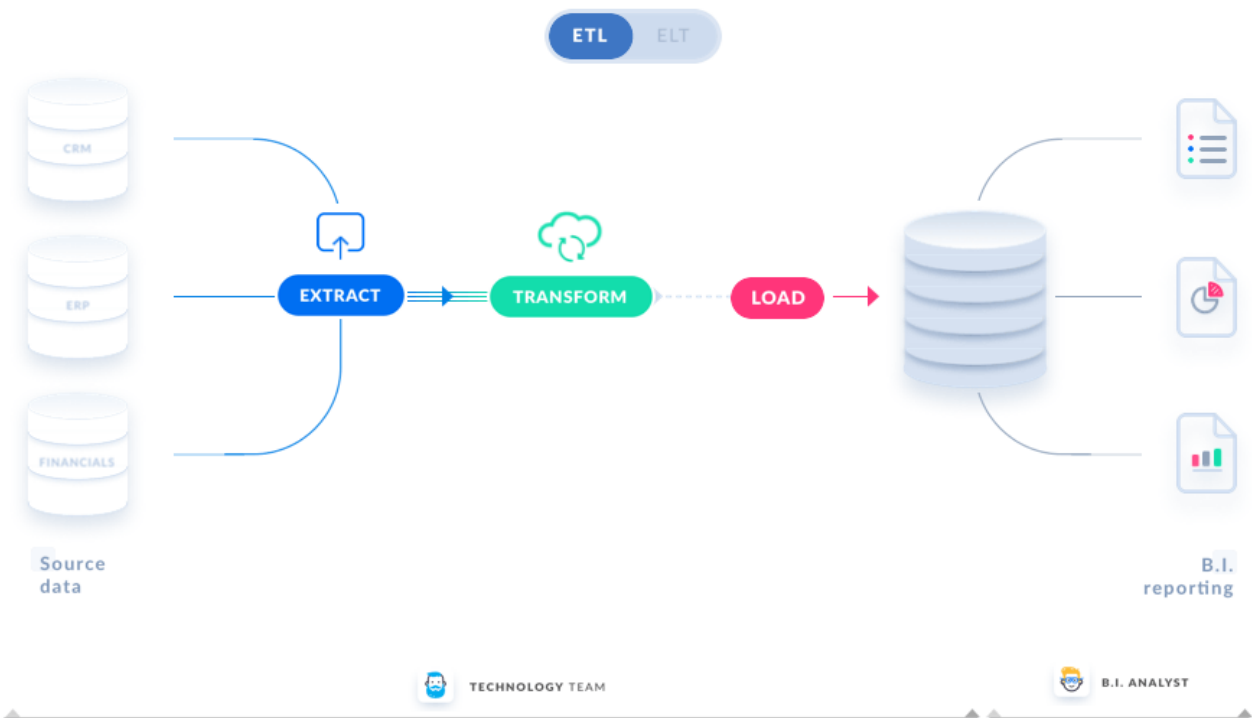 ETL ELT
CRM
EXTRACT
TRANSFORM
LOAD
ERP
FINANCIALS
Source
data
B.I.
reporting
TECHNOLOGY TEAM
B.I. ANALYST